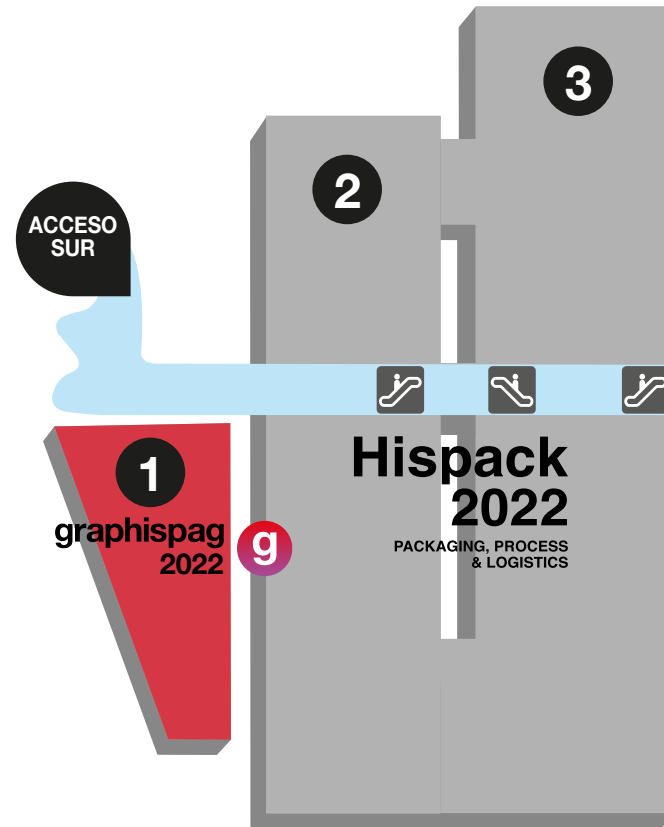 3
2
ACCESO
SUR
Hispack
2022
PACKAGING, PROCESS
& LOGISTICS
1
graphispag
2022
g